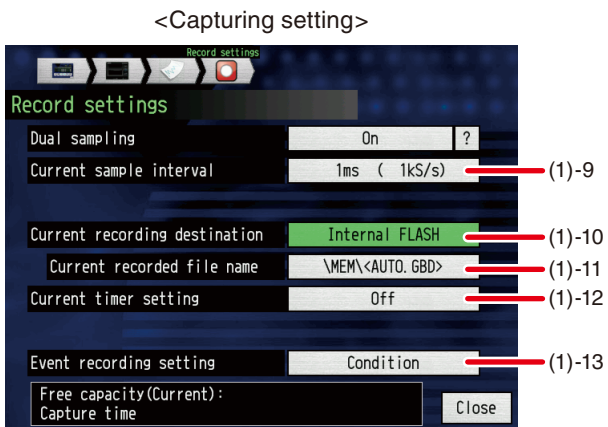 <Capturing setting>
Record settings
Record settings
Dual sampling On ?
Current sample interval 1ms ( 1kS/s) (1)-9
Current recording destination Internal FLASH (1)-10
Current recorded file name \MEM\<AUTO.GBD> (1)-11
Current timer setting Off (1)-12
Event recording setting Condition (1)-13
Free capacity(Current):
Capture time Close